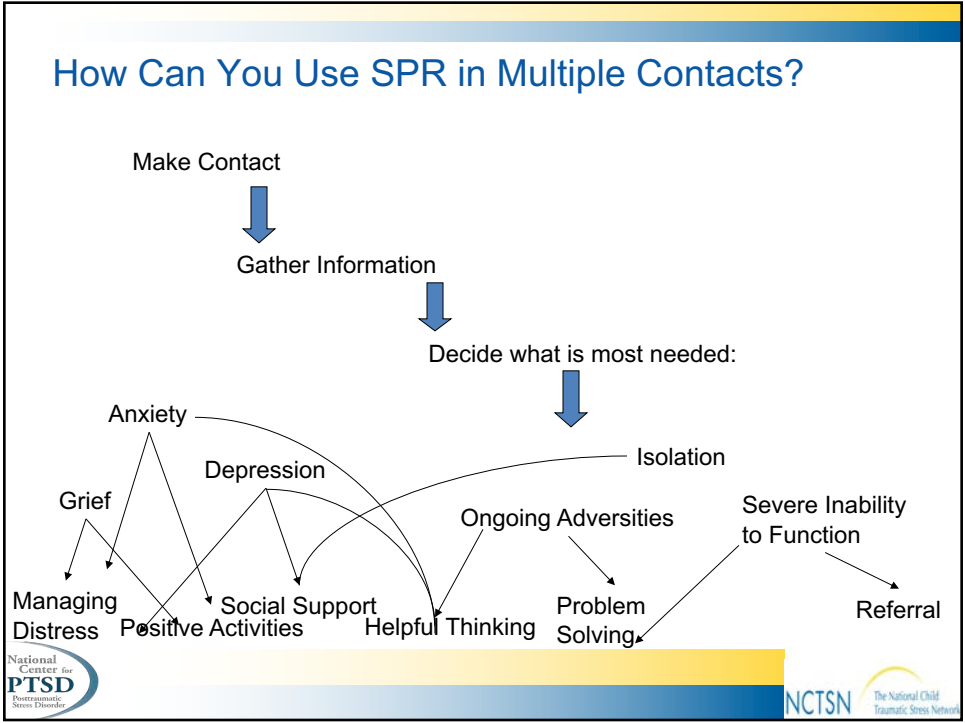 How Can You Use SPR in Multiple Contacts?
Make Contact
Gather Information
Decide what is most needed:
Anxiety
Isolation
Depression
Grief
Ongoing Adversities
Severe Inability
to Function
Managing
Distress
Positive Activities
Social Support
Helpful Thinking
Problem
Solving
Referral
National
Center for
PTSD
Posttraumatic
Stress Disorder
NCTSN
The National Child
Traumatic Stress Network